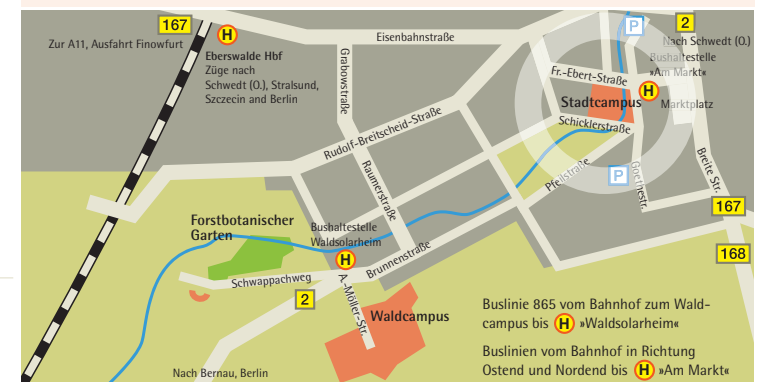 167
H
Zur A11, Ausfahrt Finowfurt
Eberswalde Hbf
Züge nach
Schwedt (O.), Stralsund,
Szczecin and Berlin
Eisenbahnstraße
Grabowstraße
P
2
Nach Schwedt (O.)
Bushaltestelle
»Am Markt«
H
Marktplatz
Fr.-Ebert-Straße
Stadtcampus
Schicklerstraße
Rudolf-Breitscheid-Straße
Raumerstraße
Pfeilstraße
P
Goethestr.
Breite Str.
167
168
Forstbotanischer
Garten
Bushaltestelle
Waldsolarheim
H
Brunnenstraße
Schwappachweg
2
A.-Möller-Str.
Waldcampus
Nach Bernau, Berlin
Buslinie 865 vom Bahnhof zum Wald-
campus bis H »Waldsolarheim«
Buslinien vom Bahnhof in Richtung
Ostend und Nordend bis H »Am Markt«